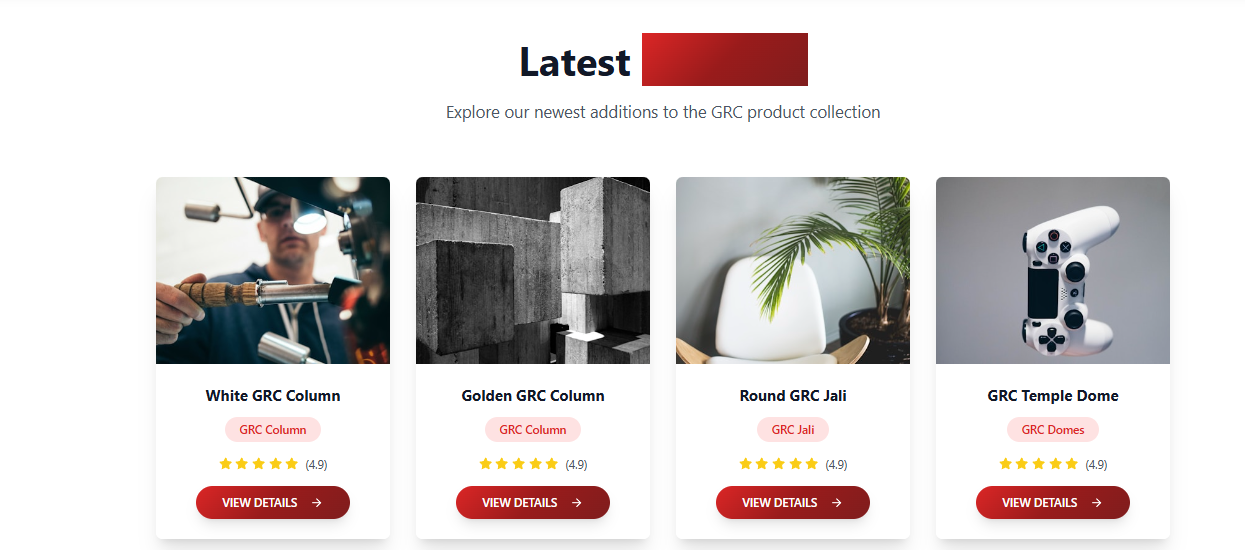 Latest
Explore our newest additions to the GRC product collection
White GRC Column
GRC Column
(4.9)
VIEW DETAILS →
Golden GRC Column
GRC Column
(4.9)
VIEW DETAILS →
Round GRC Jali
GRC Jali
(4.9)
VIEW DETAILS →
GRC Temple Dome
GRC Domes
(4.9)
VIEW DETAILS →